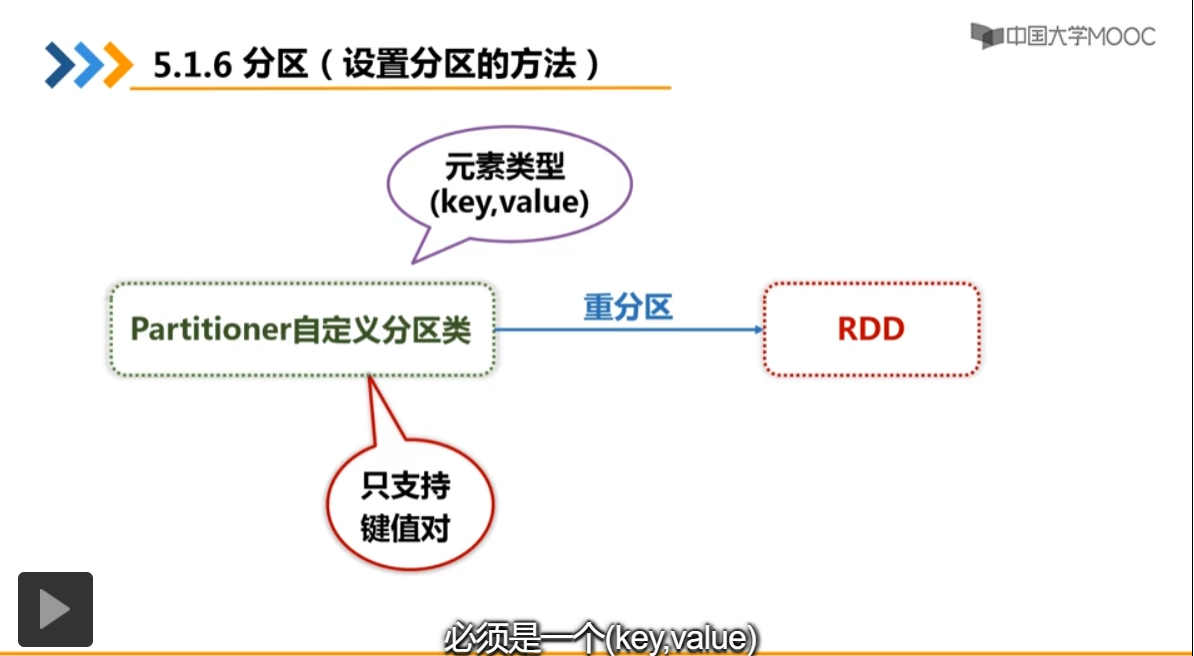 中国大学MOOC
5.1.6 分区（设置分区的方法）
元素类型
(key,value)
Partitioner自定义分区类
重分区
RDD
只支持
键值对
必须是一个(key,value)